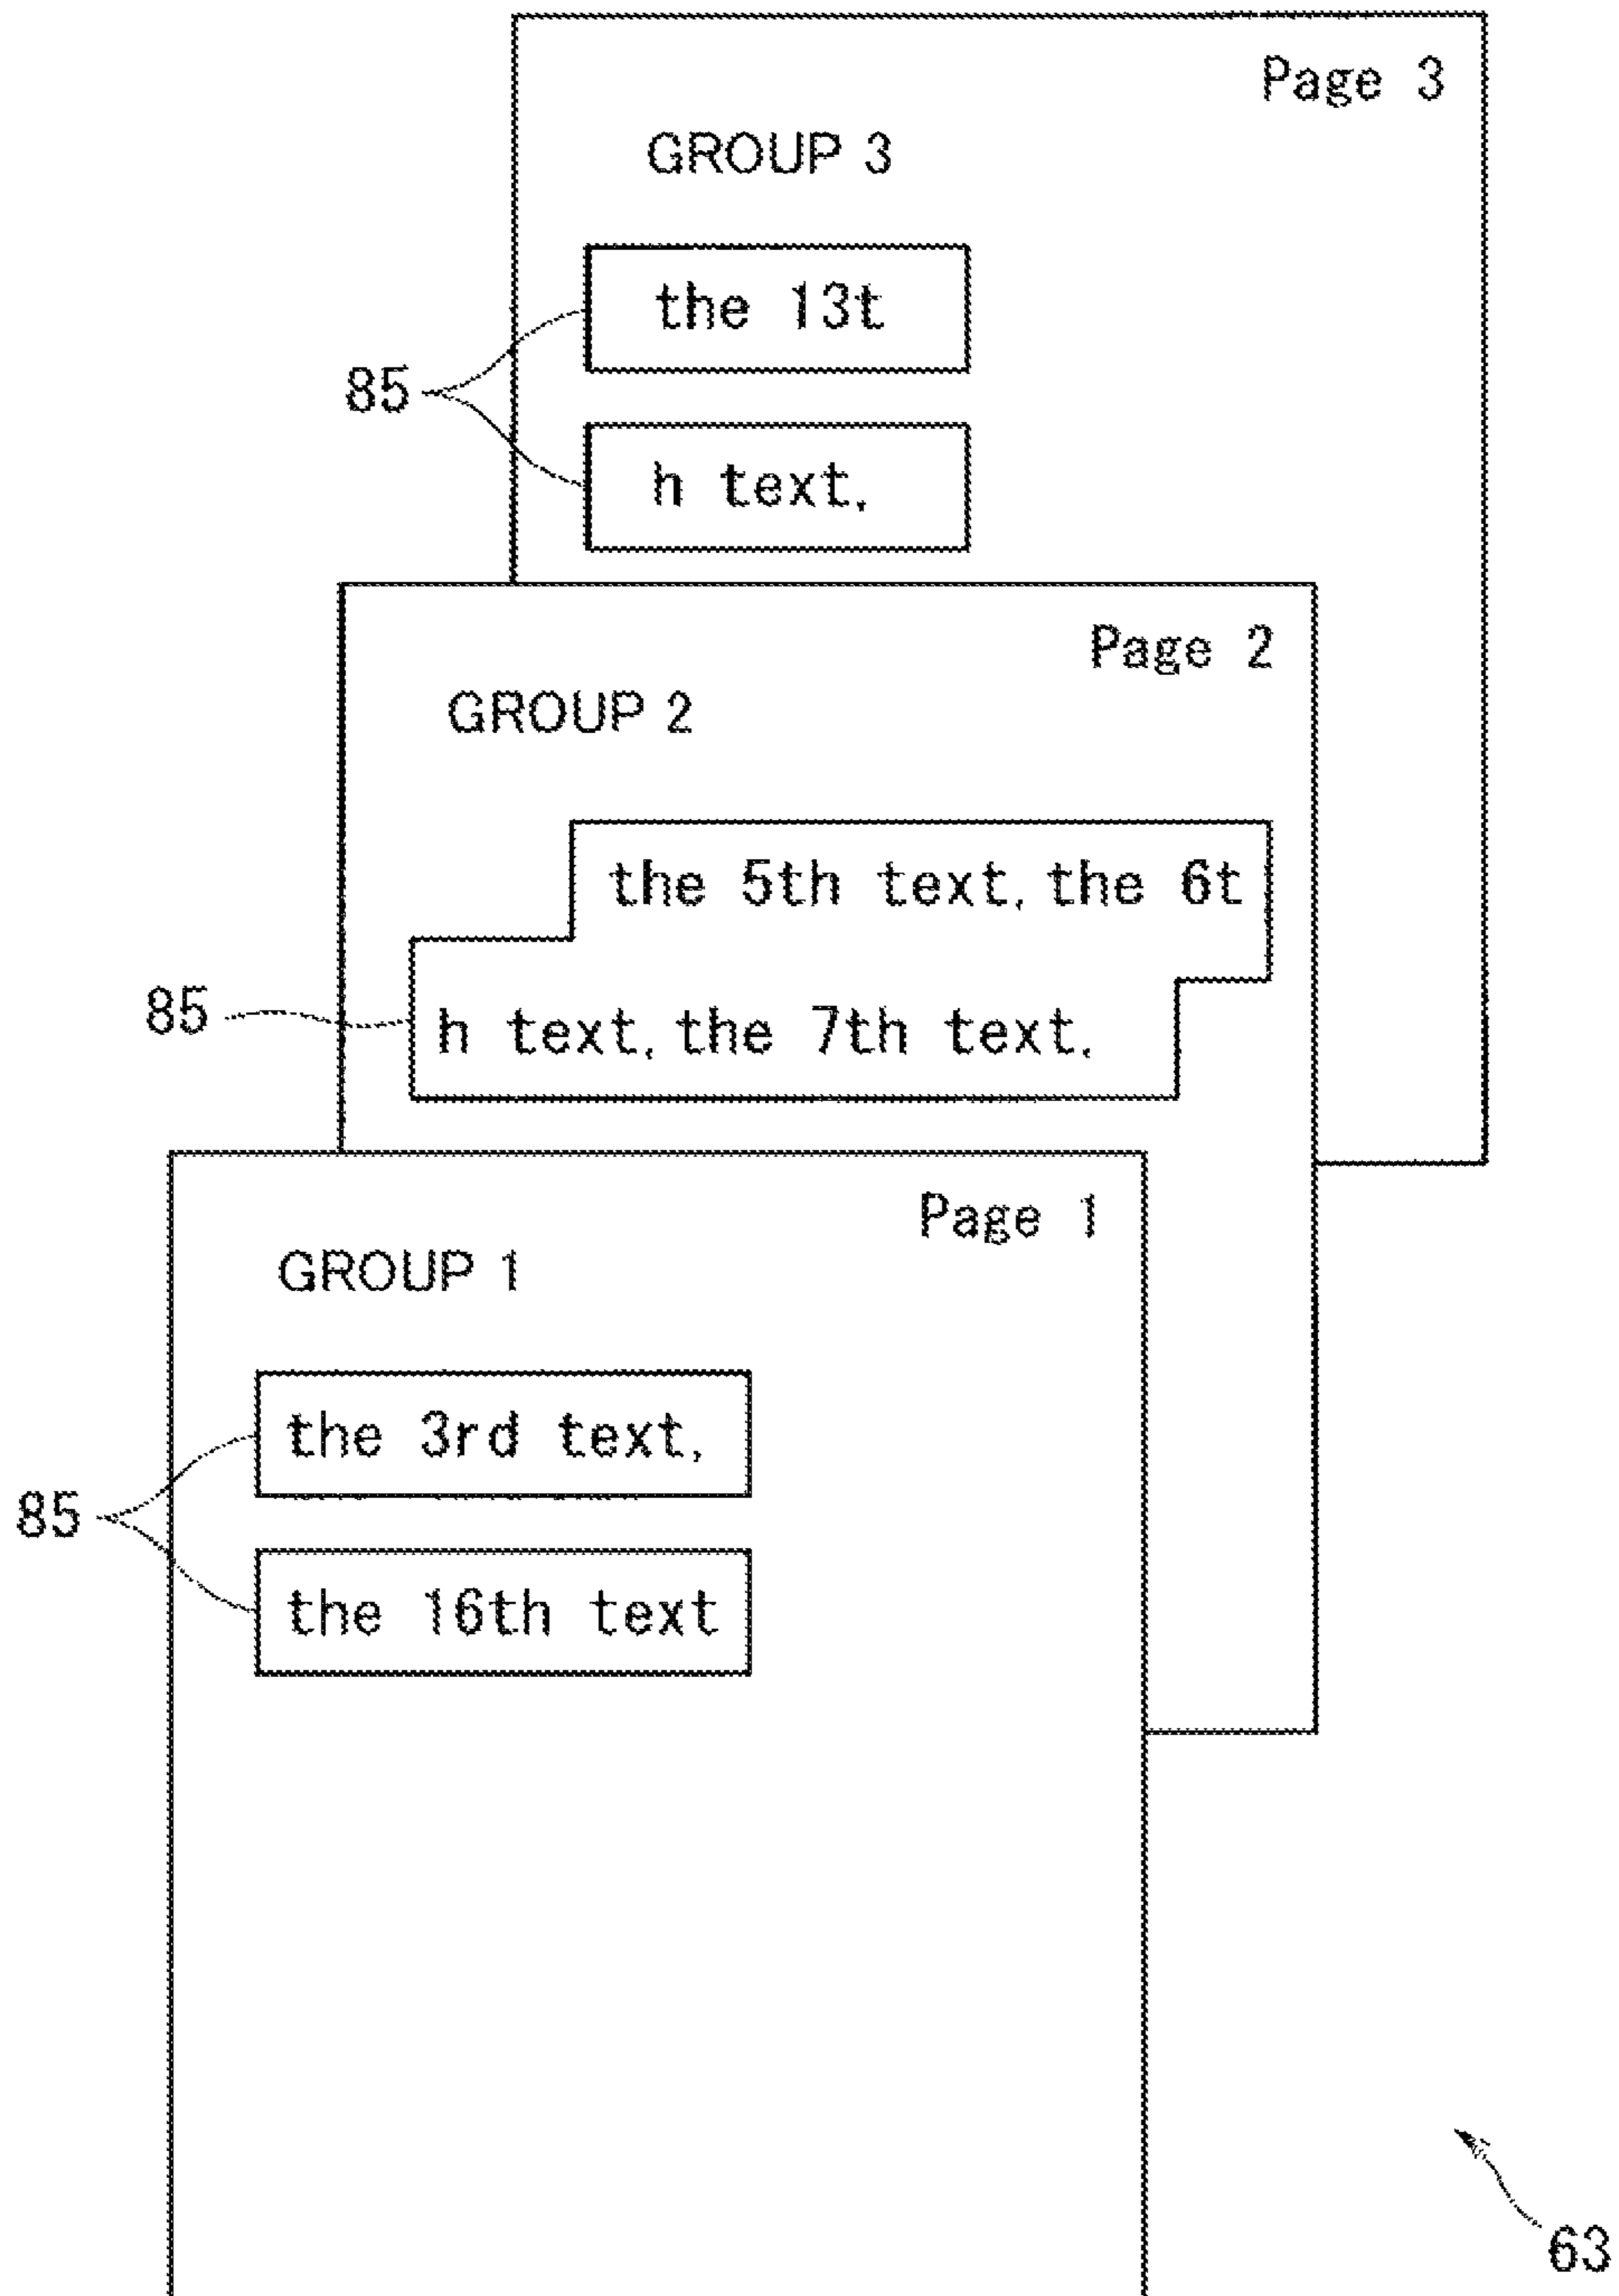 Page 3
GROUP 3
the 13t
85
h text,
Page 2
GROUP 2
the 5th text, the 6t
85
h text, the 7th text,
Page 1
GROUP 1
the 3rd text,
85
the 16th text
63